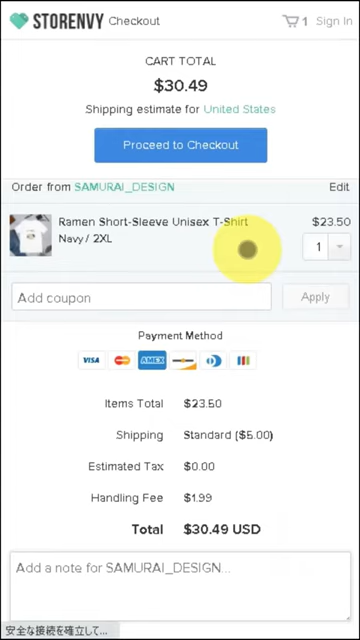 STORENVY Checkout 1 Sign In
CART TOTAL
$30.49
Shipping estimate for United States
Proceed to Checkout
Order from SAMURAI_DESIGN Edit
Ramen Short-Sleeve Unisex T-Shirt $23.50
Navy / 2XL 1
Add coupon Apply
Payment Method
VISA AMEX
Items Total $23.50
Shipping Standard ($5.00)
Estimated Tax $0.00
Handling Fee $1.99
Total $30.49 USD
Add a note for SAMURAI_DESIGN...
安全な接続を確立して...